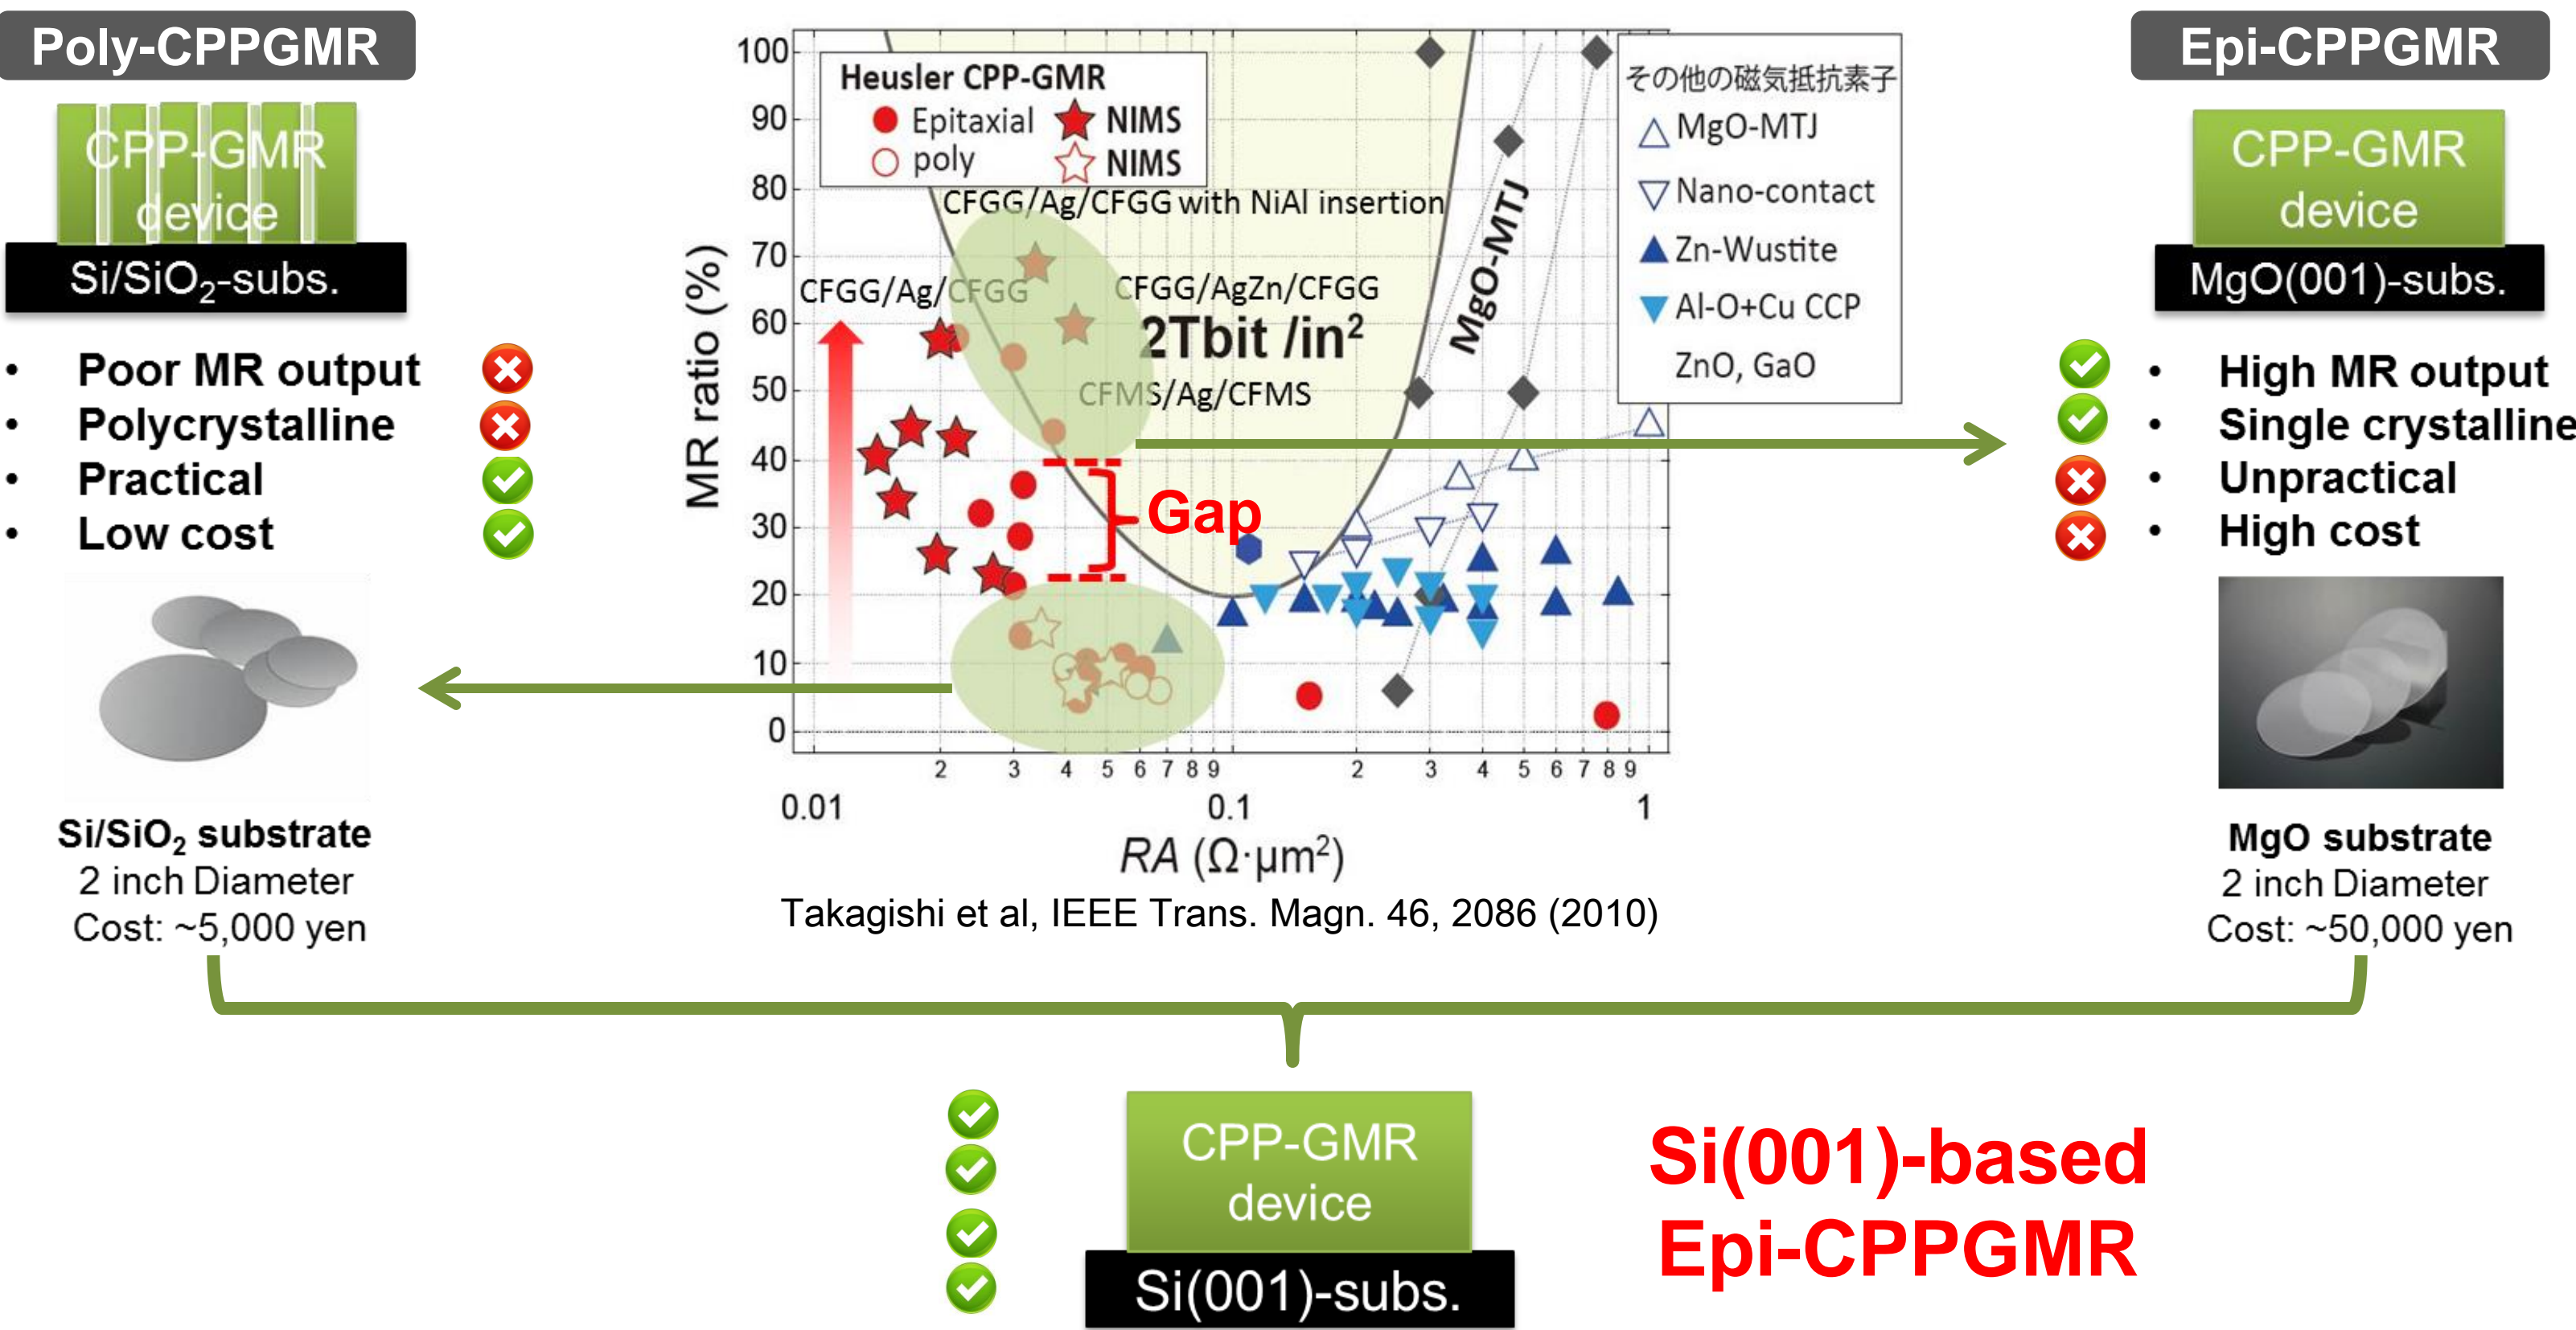 Poly-CPPGMR
CPP-GMR
device
Si/SiO₂-subs.
• Poor MR output
• Polycrystalline
• Practical
• Low cost
Si/SiO₂ substrate
2 inch Diameter
Cost: ~5,000 yen
MR ratio (%)
100
90
80
70
60
50
40
30
20
10
0
Heusler CPP-GMR
Epitaxial NIMS
poly NIMS
CFGG/Ag/CFGG with NiAl insertion
CFGG/Ag/CFGG
CFGG/AgZn/CFGG
2Tbit /in²
CFMS/Ag/CFMS
Gap
MgO-MTJ
その他の磁気抵抗素子
MgO-MTJ
Nano-contact
Zn-Wustite
Al-O+Cu CCP
ZnO, GaO
2 3 4 5 6 7 8 9 2 3 4 5 6 7 8 9
0.01 0.1 1
RA (Ω·μm²)
Takagishi et al, IEEE Trans. Magn. 46, 2086 (2010)
Epi-CPPGMR
CPP-GMR
device
MgO(001)-subs.
• High MR output
• Single crystalline
• Unpractical
• High cost
MgO substrate
2 inch Diameter
Cost: ~50,000 yen
CPP-GMR
device
Si(001)-subs.
Si(001)-based
Epi-CPPGMR